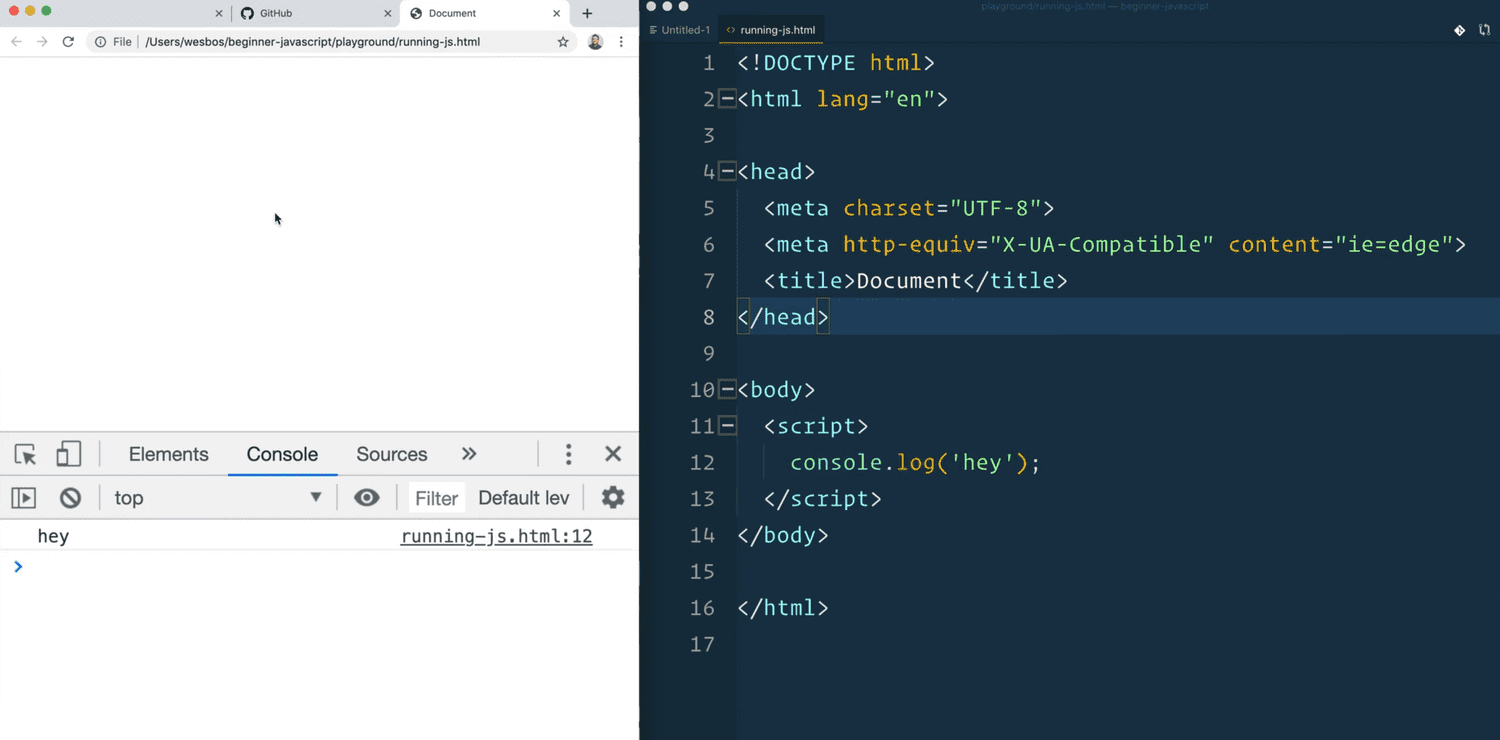 GitHub
Document
File
/Users/wesbos/beginner-javascript/playground/running-js.html
Elements
Console
Sources
top
Filter
Default lev
hey
running-js.html:12
playground/running-js.html — beginner-javascript
Untitled-1
running-js.html
1 <!DOCTYPE html>
2 <html lang="en">
3
4 <head>
5 <meta charset="UTF-8">
6 <meta http-equiv="X-UA-Compatible" content="ie=edge">
7 <title>Document</title>
8 </head>
9
10 <body>
11 <script>
12 console.log('hey');
13 </script>
14 </body>
15
16 </html>
17